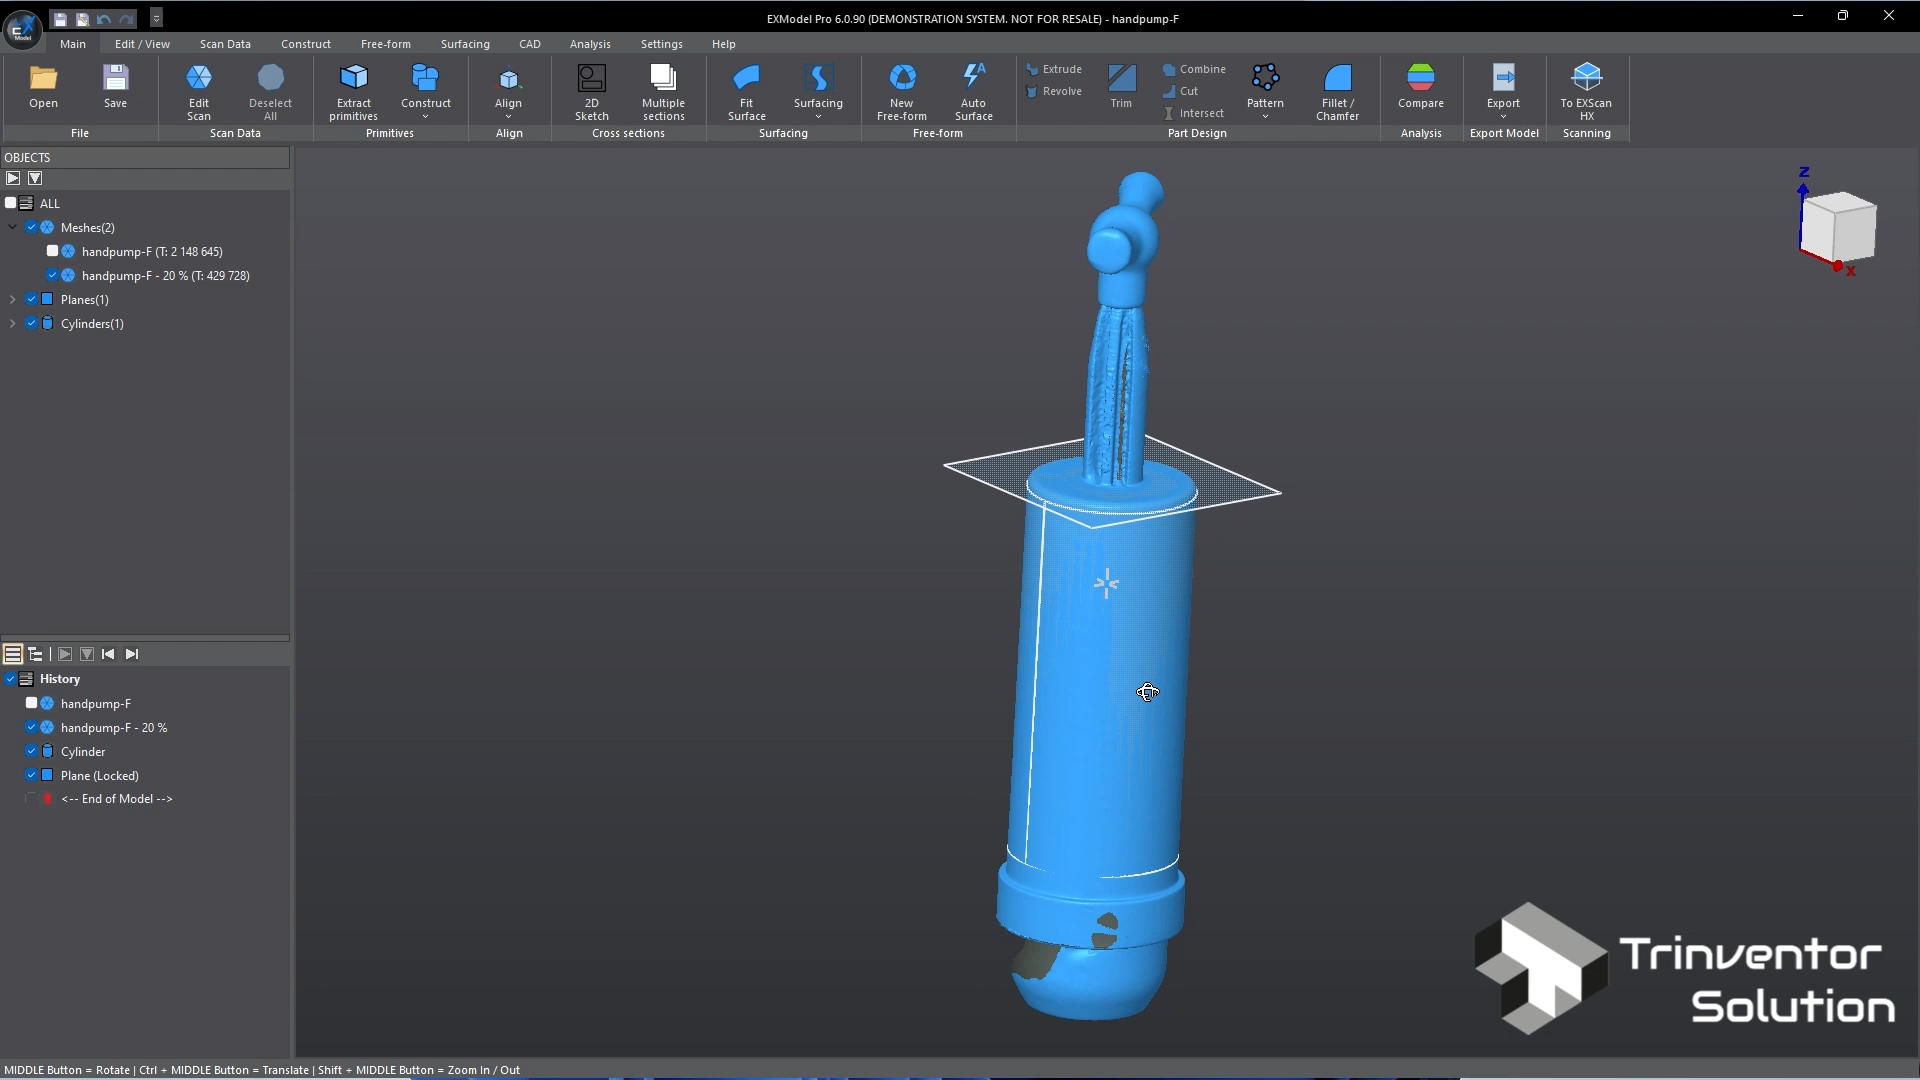 EXModel Pro 6.0.90 (DEMONSTRATION SYSTEM. NOT FOR RESALE) - handpump-F
EX
Model
Main Edit / View Scan Data Construct Free-form Surfacing CAD Analysis Settings Help
Open
Save
File
Edit
Scan
Deselect
All
Scan Data
Extract
primitives
Construct
Primitives
Align
Align
2D
Sketch
Multiple
sections
Cross sections
Fit
Surface
Surfacing
Surfacing
New
Free-form
Auto
Surface
Free-form
Extrude
Revolve
Trim
Combine
Cut
Intersect
Pattern
Fillet /
Chamfer
Part Design
Compare
Analysis
Export
Export Model
To EXScan
HX
Scanning
OBJECTS
ALL
Meshes(2)
handpump-F (T: 2 148 645)
handpump-F - 20 % (T: 429 728)
Planes(1)
Cylinders(1)
Z
X
History
handpump-F
handpump-F - 20 %
Cylinder
Plane (Locked)
<-- End of Model -->
Trinventor
Solution
MIDDLE Button = Rotate | Ctrl + MIDDLE Button = Translate | Shift + MIDDLE Button = Zoom In / Out